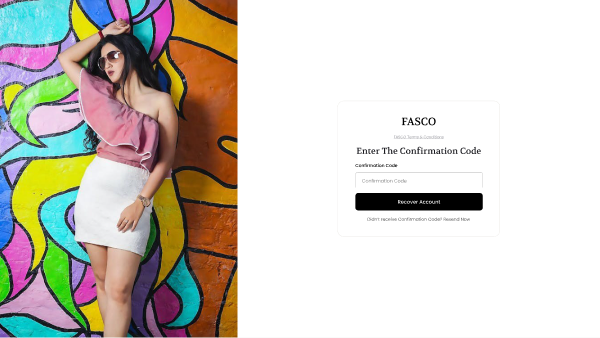 FASCO
FASCO Terms & Conditions
Enter The Confirmation Code
Confirmation Code
Confirmation Code
Recover Account
Didn't receive Confirmation Code? Resend Now